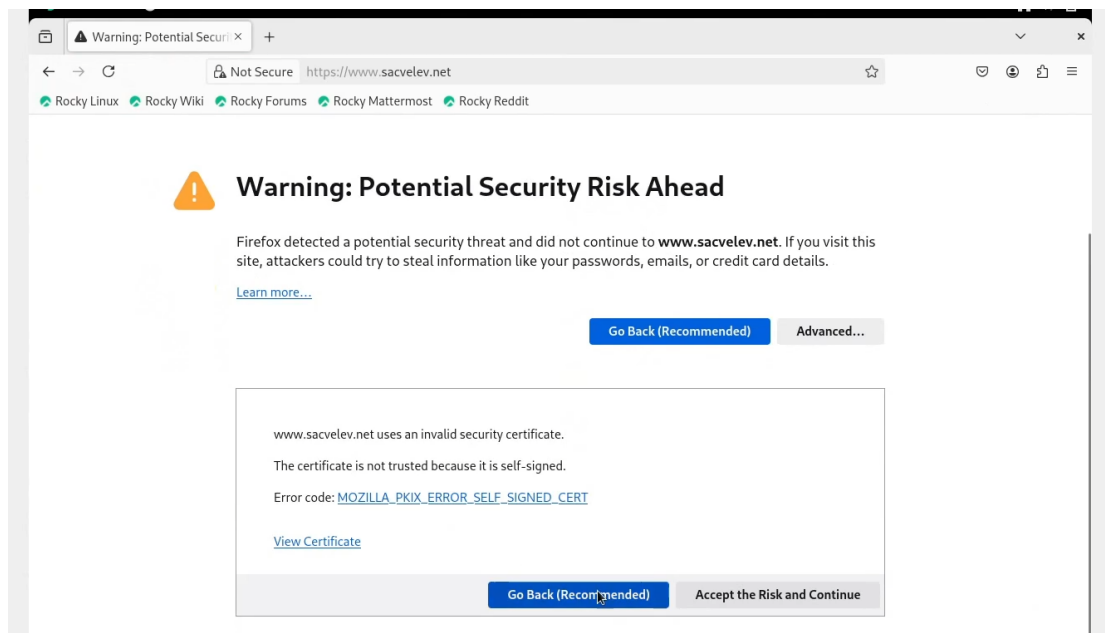 Warning: Potential Securi
Not Secure https://www.sacvelev.net
Rocky Linux Rocky Wiki Rocky Forums Rocky Mattermost Rocky Reddit
Warning: Potential Security Risk Ahead
Firefox detected a potential security threat and did not continue to www.sacvelev.net. If you visit this
site, attackers could try to steal information like your passwords, emails, or credit card details.
Learn more…
Go Back (Recommended) Advanced…
www.sacvelev.net uses an invalid security certificate.
The certificate is not trusted because it is self-signed.
Error code: MOZILLA_PKIX_ERROR_SELF_SIGNED_CERT
View Certificate
Go Back (Recommended) Accept the Risk and Continue